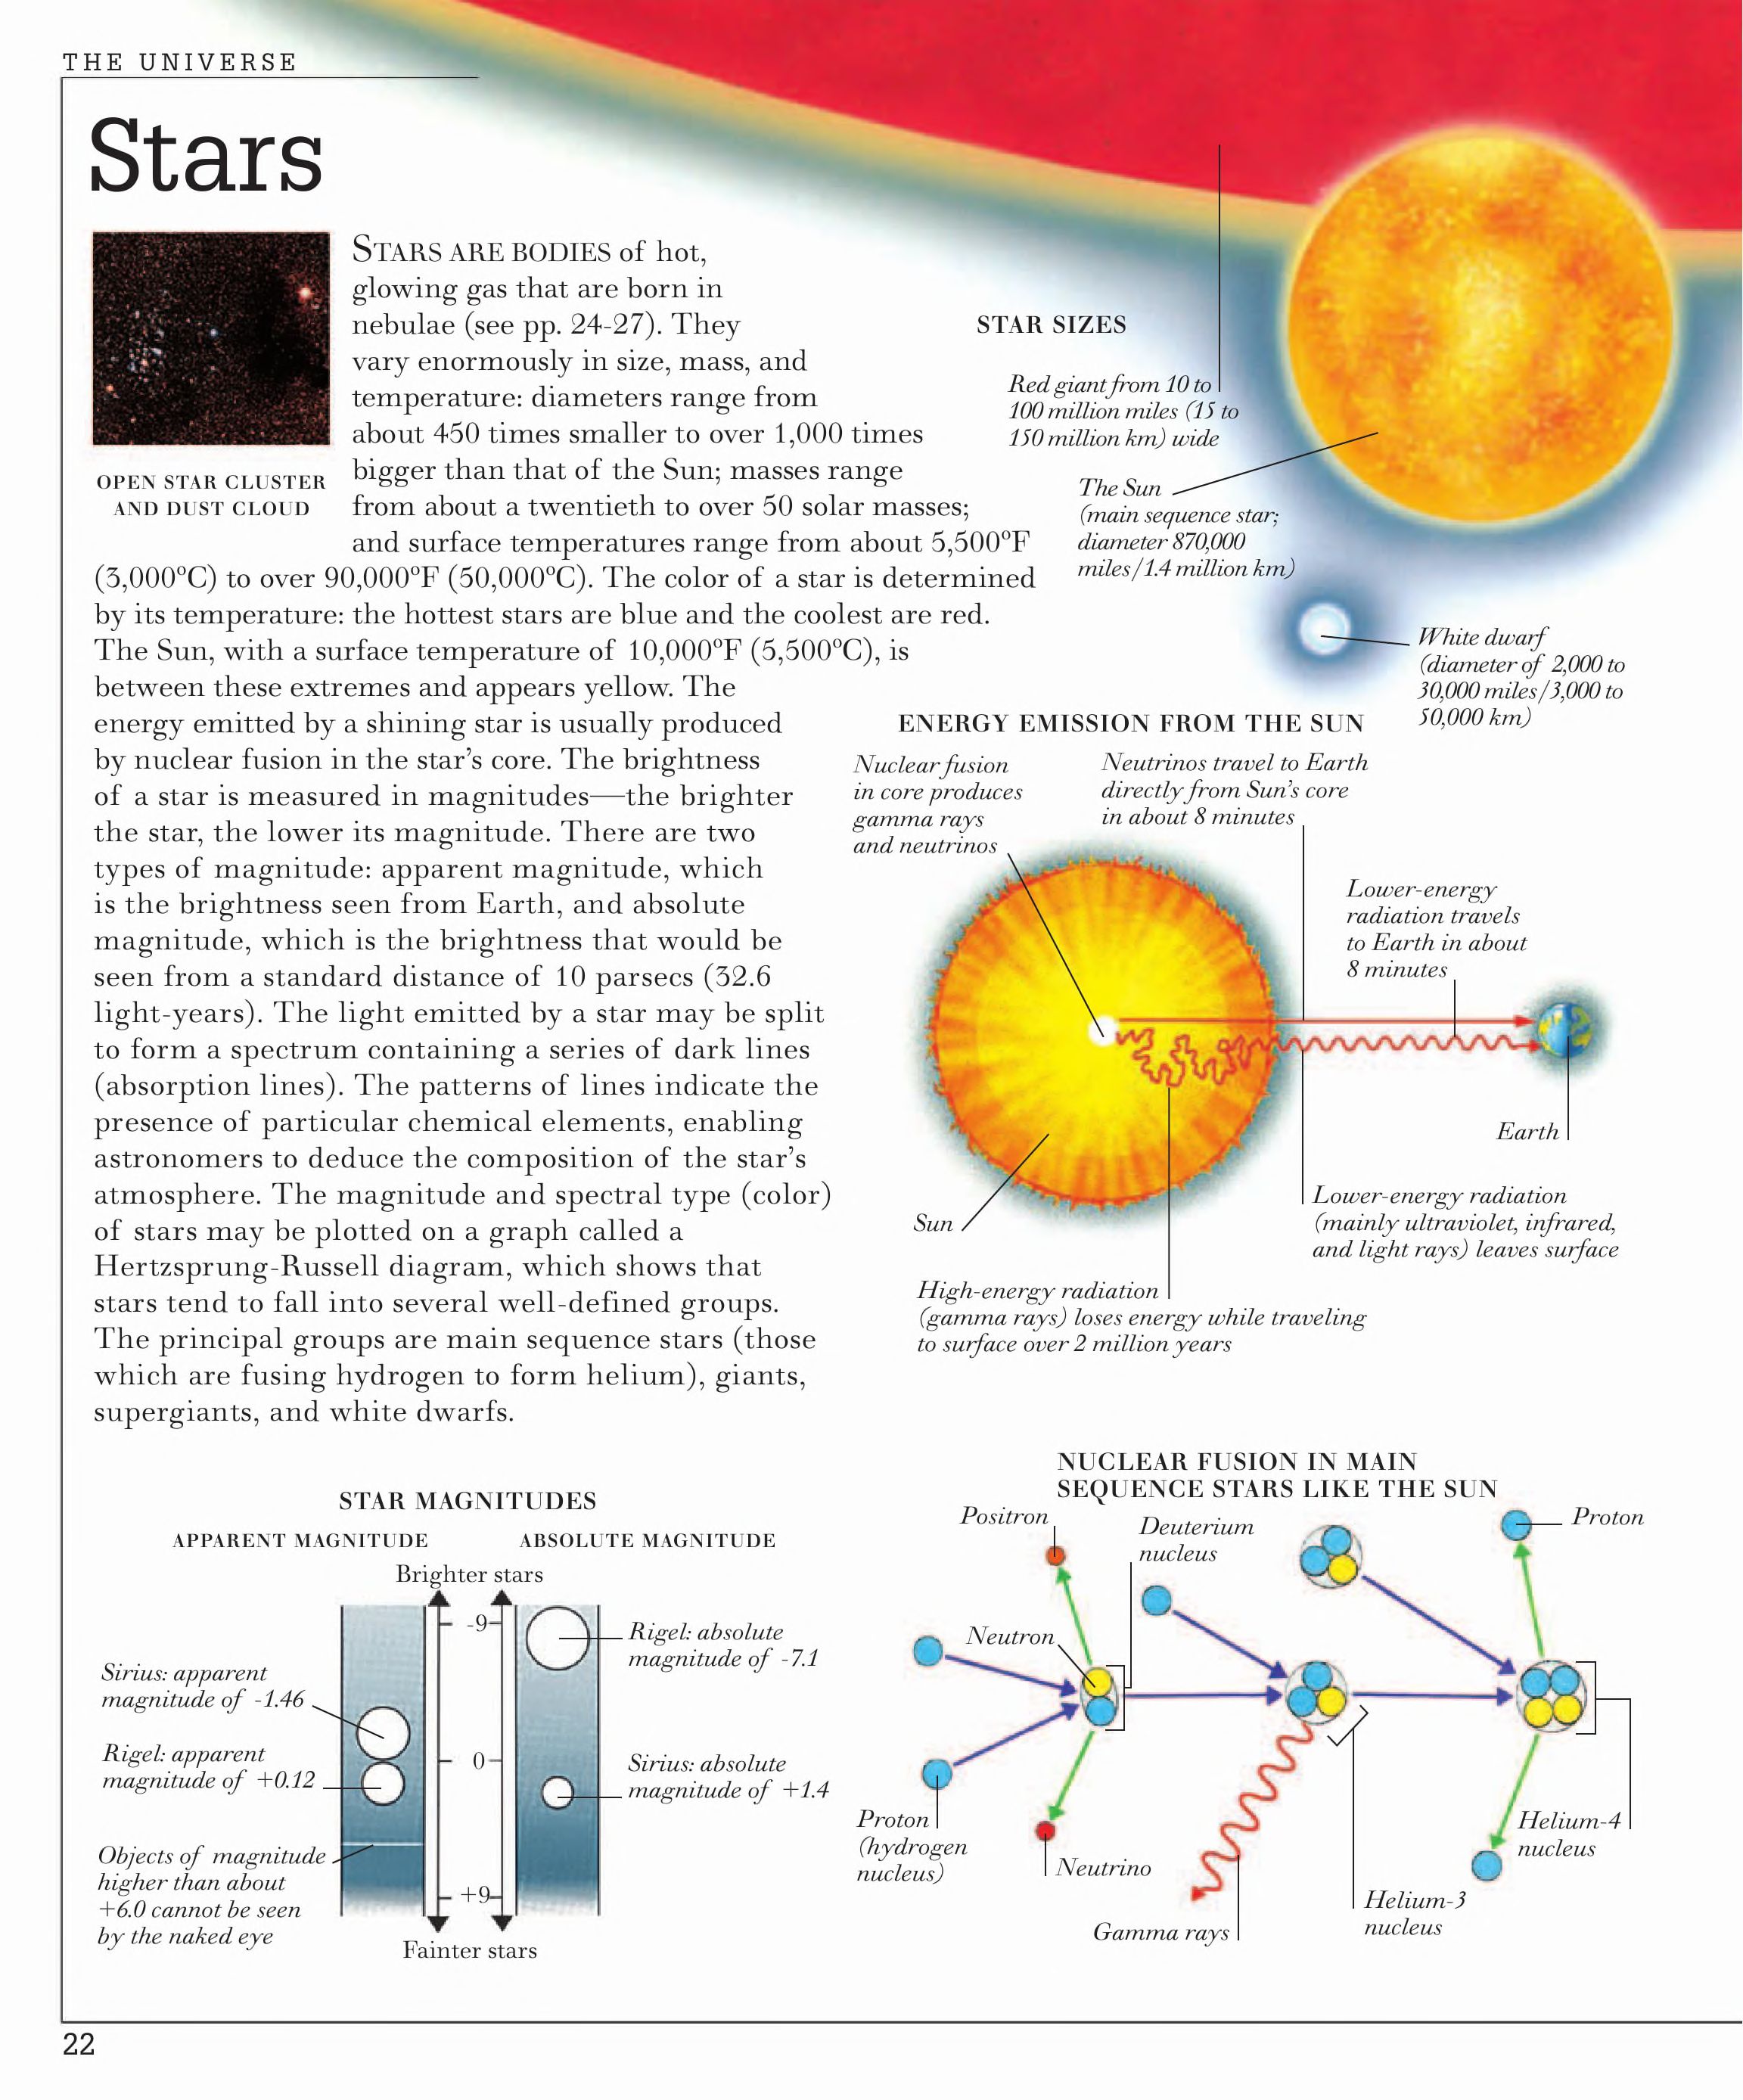 THE UNIVERSE
Stars
STARS ARE BODIES of hot,
glowing gas that are born in
nebulae (see pp. 24-27). They
vary enormously in size, mass, and
temperature: diameters range from
about 450 times smaller to over 1,000 times
bigger than that of the Sun; masses range
from about a twentieth to over 50 solar masses;
and surface temperatures range from about 5,500ºF
(3,000ºC) to over 90,000ºF (50,000ºC). The color of a star is determined
by its temperature: the hottest stars are blue and the coolest are red.
The Sun, with a surface temperature of 10,000ºF (5,500ºC), is
between these extremes and appears yellow. The
energy emitted by a shining star is usually produced
by nuclear fusion in the star's core. The brightness
of a star is measured in magnitudes—the brighter
the star, the lower its magnitude. There are two
types of magnitude: apparent magnitude, which
is the brightness seen from Earth, and absolute
magnitude, which is the brightness that would be
seen from a standard distance of 10 parsecs (32.6
light-years). The light emitted by a star may be split
to form a spectrum containing a series of dark lines
(absorption lines). The patterns of lines indicate the
presence of particular chemical elements, enabling
astronomers to deduce the composition of the star's
atmosphere. The magnitude and spectral type (color)
of stars may be plotted on a graph called a
Hertzsprung-Russell diagram, which shows that
stars tend to fall into several well-defined groups.
The principal groups are main sequence stars (those
which are fusing hydrogen to form helium), giants,
supergiants, and white dwarfs.
OPEN STAR CLUSTER
AND DUST CLOUD
STAR SIZES
Red giant from 10 to
100 million miles (15 to
150 million km) wide
The Sun
(main sequence star;
diameter 870,000
miles/1.4 million km)
White dwarf
(diameter of 2,000 to
30,000 miles/3,000 to
50,000 km)
ENERGY EMISSION FROM THE SUN
Nuclear fusion
in core produces
gamma rays
and neutrinos
Neutrinos travel to Earth
directly from Sun's core
in about 8 minutes
Lower-energy
radiation travels
to Earth in about
8 minutes
Earth
Sun
Lower-energy radiation
(mainly ultraviolet, infrared,
and light rays) leaves surface
High-energy radiation
(gamma rays) loses energy while traveling
to surface over 2 million years
STAR MAGNITUDES
APPARENT MAGNITUDE
ABSOLUTE MAGNITUDE
Brighter stars
-9
0
+9
Fainter stars
Sirius: apparent
magnitude of -1.46
Rigel: apparent
magnitude of +0.12
Objects of magnitude
higher than about
+6.0 cannot be seen
by the naked eye
Rigel: absolute
magnitude of -7.1
Sirius: absolute
magnitude of +1.4
NUCLEAR FUSION IN MAIN
SEQUENCE STARS LIKE THE SUN
Positron
Deuterium
nucleus
Proton
Neutron
Proton
(hydrogen
nucleus)
Neutrino
Gamma rays
Helium-3
nucleus
Helium-4
nucleus
22